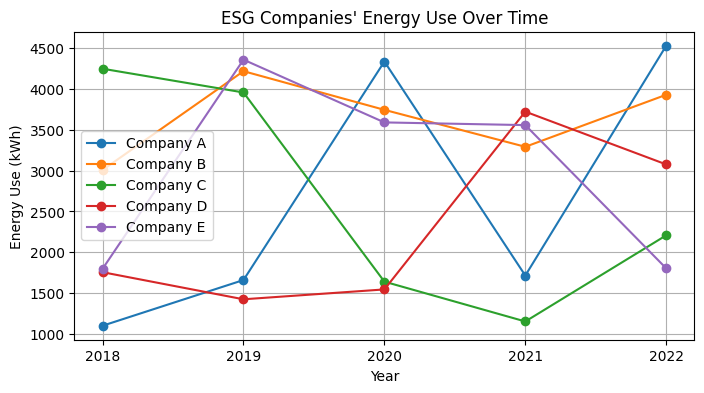 ESG Companies' Energy Use Over Time
Energy Use (kWh)
4500
4000
3500
3000
2500
2000
1500
1000
Company A
Company B
Company C
Company D
Company E
2018 2019 2020 2021 2022
Year